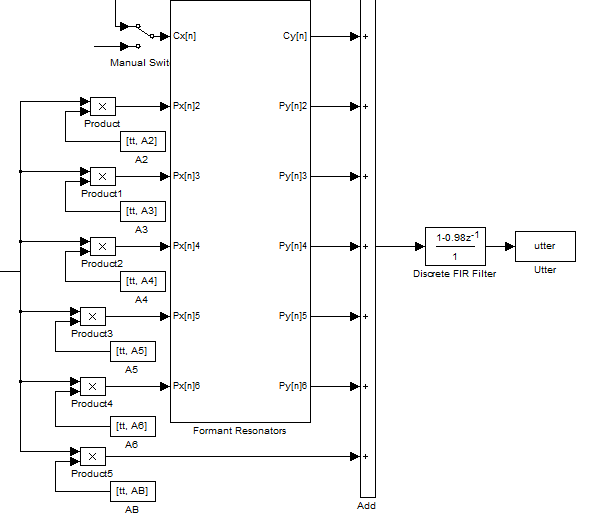 Cx[n]
Cy[n]
+
Manual Swit
×
Px[n]2
Py[n]2
+
Product
[tt, A2]
A2
×
Px[n]3
Py[n]3
+
Product1
[tt, A3]
A3
×
Px[n]4
Py[n]4
+
1-0.98z-1
1
utter
Product2
Discrete FIR Filter
Utter
[tt, A4]
A4
×
Px[n]5
Py[n]5
+
Product3
[tt, A5]
A5
×
Px[n]6
Py[n]6
+
Product4
[tt, A6]
A6
Formant Resonators
×
+
Product5
[tt, AB]
AB
Add